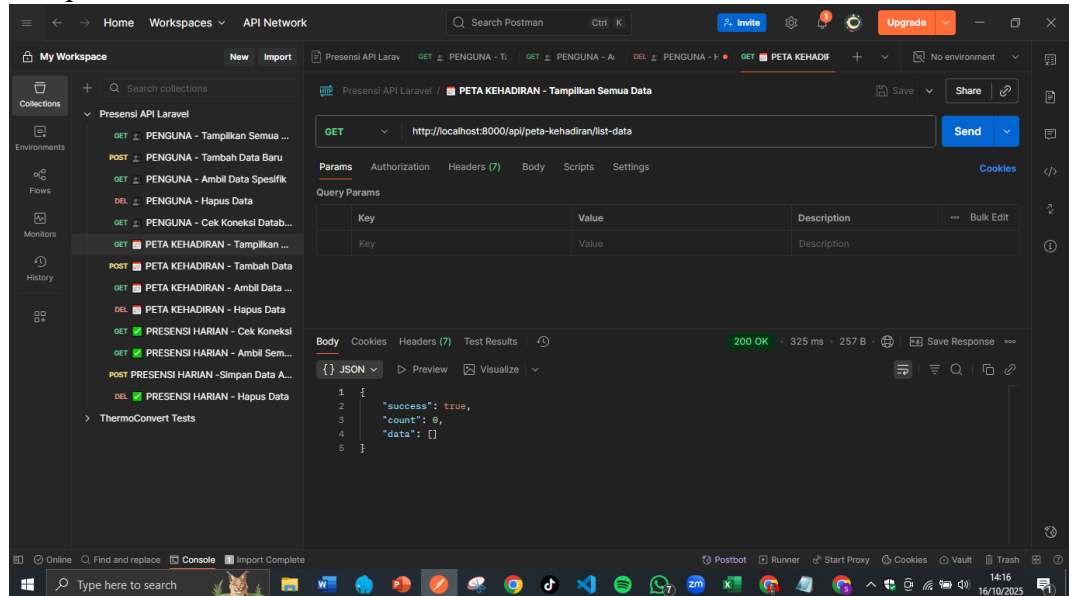 Home Workspaces API Network Search Postman Ctrl K Invite Upgrade
My Workspace New Import Presensi API Larav GET PENGUNA - Ta GET PENGUNA - A DEL PENGUNA - H GET PETA KEHADIF No environment
Collections
Environments
Flows
Monitors
History
Search collections
Presensi API Laravel
GET PENGUNA - Tampilkan Semua ...
POST PENGUNA - Tambah Data Baru
GET PENGUNA - Ambil Data Spesifik
DEL PENGUNA - Hapus Data
GET PENGUNA - Cek Koneksi Datab...
GET PETA KEHADIRAN - Tampilkan ...
POST PETA KEHADIRAN - Tambah Data
GET PETA KEHADIRAN - Ambil Data ...
DEL PETA KEHADIRAN - Hapus Data
GET PRESENSI HARIAN - Cek Koneksi
GET PRESENSI HARIAN - Ambil Sem...
POST PRESENSI HARIAN -Simpan Data A...
DEL PRESENSI HARIAN - Hapus Data
ThermoConvert Tests
HTTP Presensi API Laravel / PETA KEHADIRAN - Tampilkan Semua Data Save Share
GET http://localhost:8000/api/peta-kehadiran/list-data Send
Params Authorization Headers (7) Body Scripts Settings Cookies
Query Params
Key Value Description Bulk Edit
Key Value Description
Body Cookies Headers (7) Test Results 200 OK 325 ms 257 B Save Response
{} JSON Preview Visualize
1 {
2 "success": true,
3 "count": 0,
4 "data": []
5 }
Online Find and replace Console Import Complete Postbot Runner Start Proxy Cookies Vault Trash
Type here to search 14:16
16/10/2025